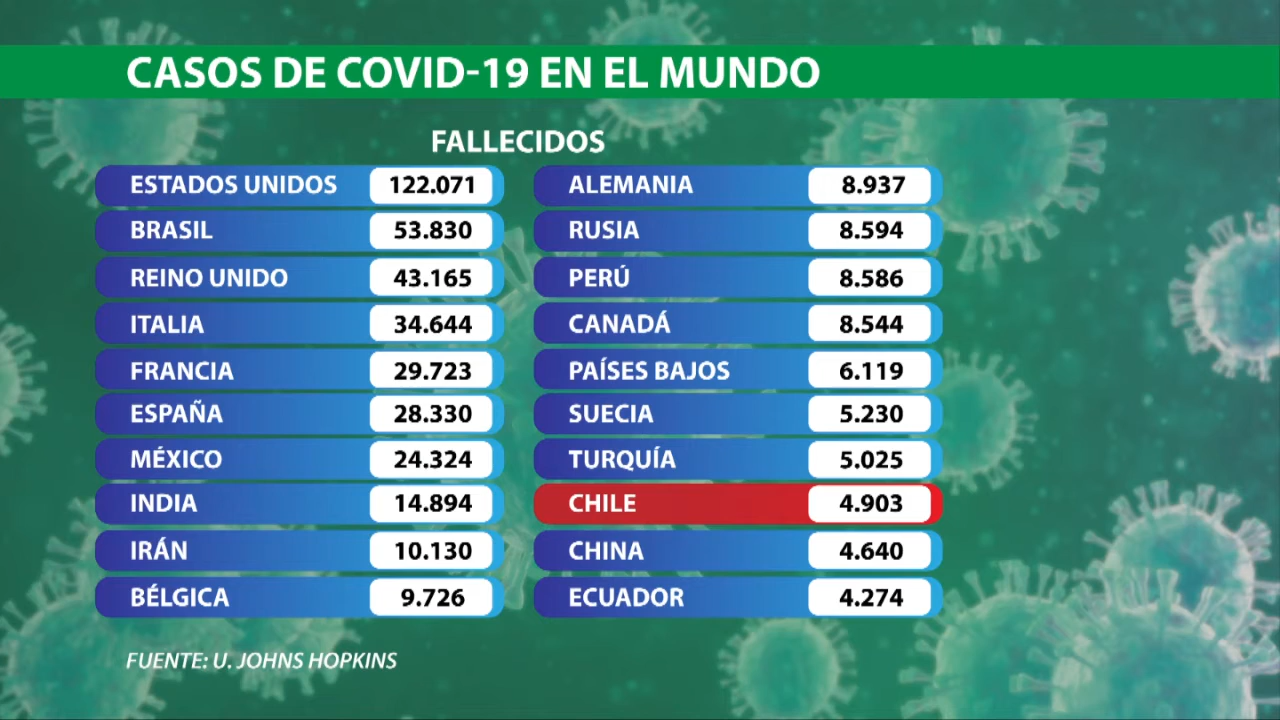 CASOS DE COVID-19 EN EL MUNDO
FALLECIDOS
ESTADOS UNIDOS 122.071
BRASIL 53.830
REINO UNIDO 43.165
ITALIA 34.644
FRANCIA 29.723
ESPAÑA 28.330
MÉXICO 24.324
INDIA 14.894
IRÁN 10.130
BÉLGICA 9.726
ALEMANIA 8.937
RUSIA 8.594
PERÚ 8.586
CANADÁ 8.544
PAÍSES BAJOS 6.119
SUECIA 5.230
TURQUÍA 5.025
CHILE 4.903
CHINA 4.640
ECUADOR 4.274
FUENTE: U. JOHNS HOPKINS